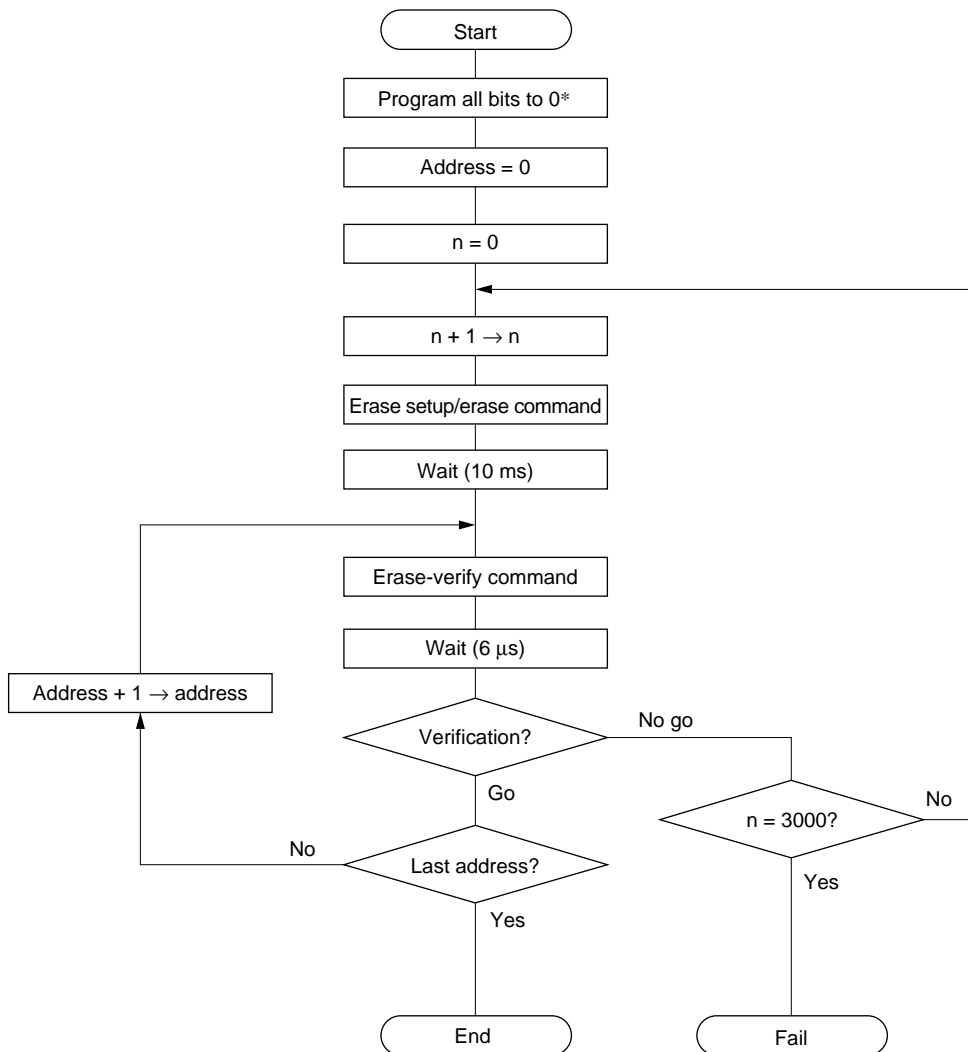 Start
Program all bits to 0*
Address = 0
n = 0
n + 1 → n
Erase setup/erase command
Wait (10 ms)
Erase-verify command
Wait (6 μs)
Address + 1 → address
Verification?
No go
Go
n = 3000?
No
No
Last address?
Yes
Yes
End
Fail